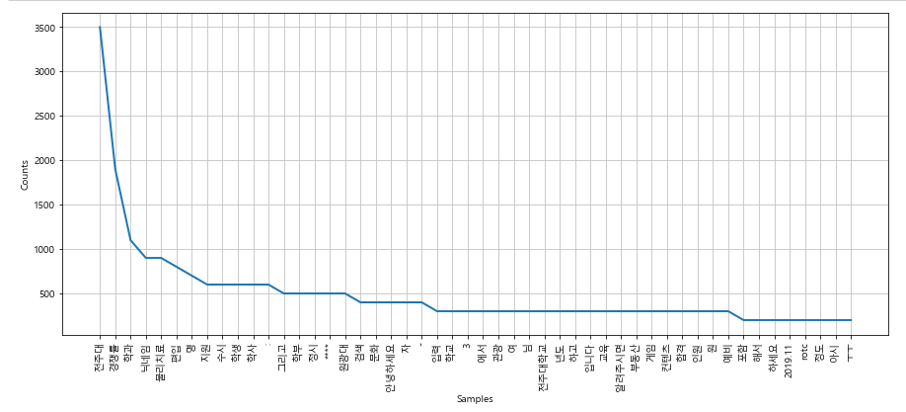 3500
3000
2500
2000
1500
1000
500
Counts
전주대
경쟁률
학과
닉네임
물리치료
편입
명
지원
수시
학생
학사
.
그리고
학부
정시
****
원광대
검색
문화
안녕하세요
자
입력
학교
3
에서
관광
여
님
전주대학교
년도
하고
입니다
교육
알려주시면
부동산
게임
컨텐츠
합격
인원
원
예비
포함
해서
하세요
2019.11
rotc
정도
아시
ㅜㅜ
Samples